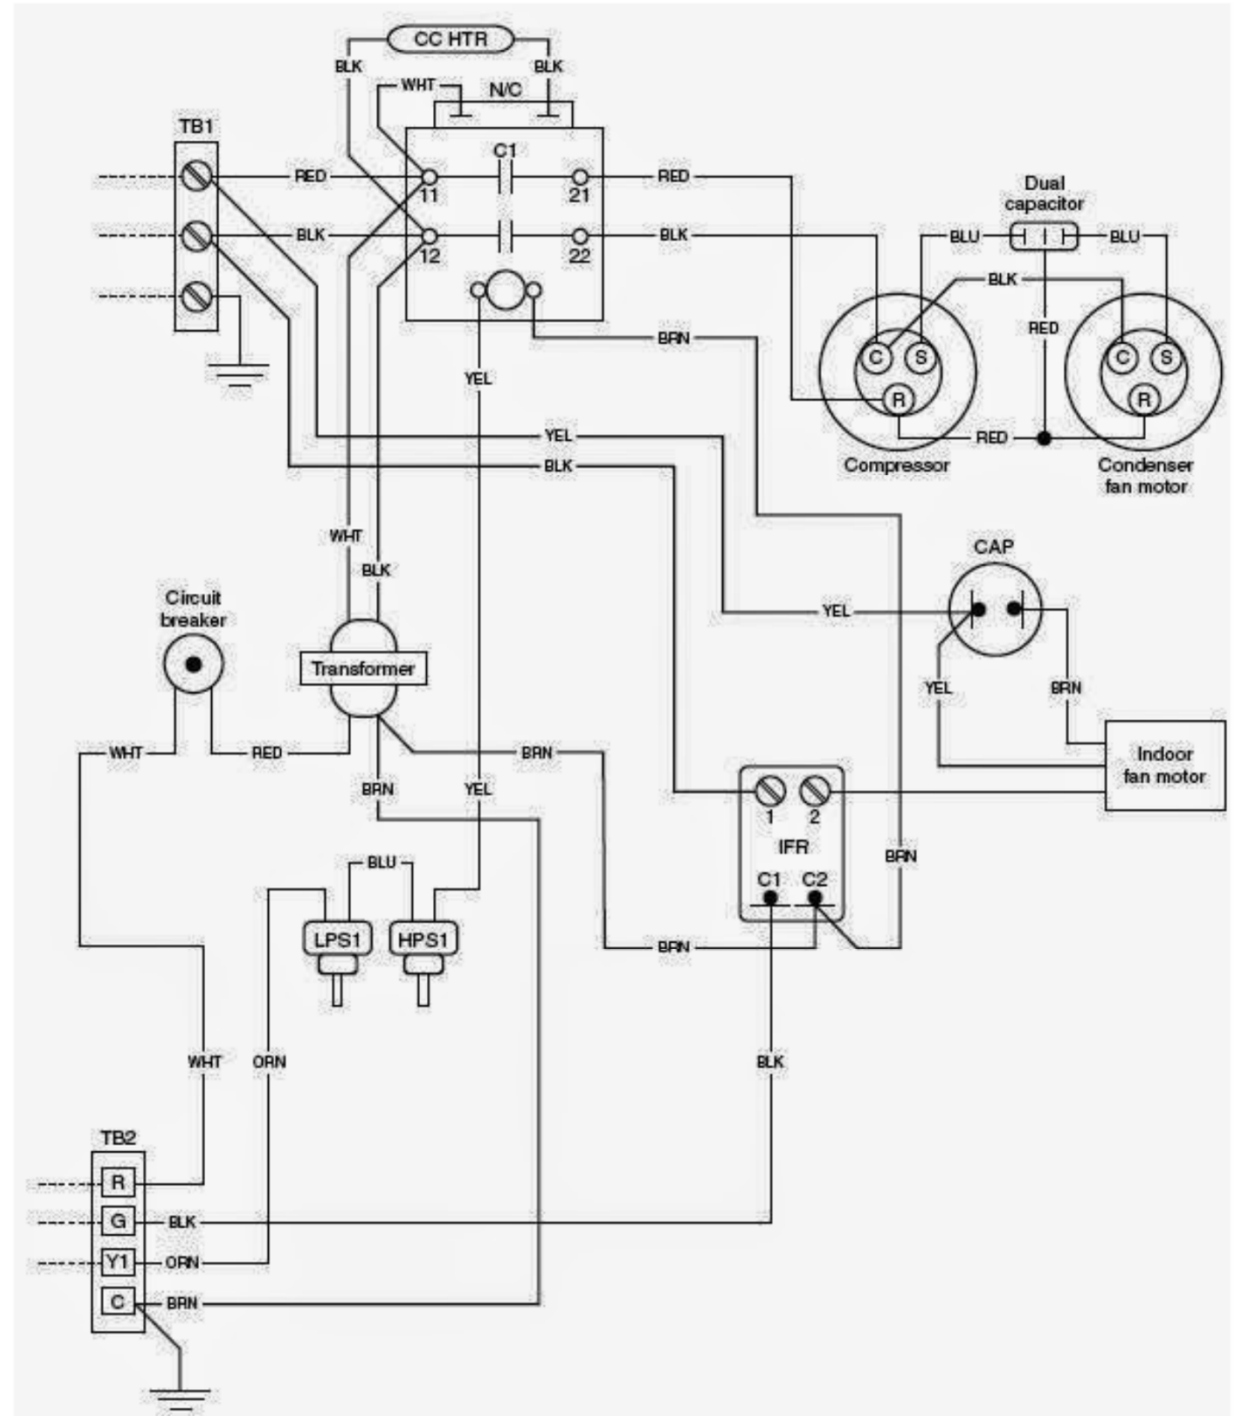 CC HTR
BLK
BLK
WHT
N/C
TB1
C1
RED
11
21
RED
Dual
capacitor
BLK
12
22
BLK
BLU
BLU
BLK
RED
BRN
C
S
C
S
YEL
R
R
YEL
RED
BLK
Compressor
Condenser
fan motor
WHT
CAP
BLK
Circuit
breaker
YEL
Transformer
YEL
BRN
WHT
RED
BRN
Indoor
fan motor
BRN
YEL
1
2
IFR
BLU
BRN
C1
C2
LPS1
HPS1
BRN
WHT
ORN
BLK
TB2
R
G
BLK
Y1
ORN
C
BRN